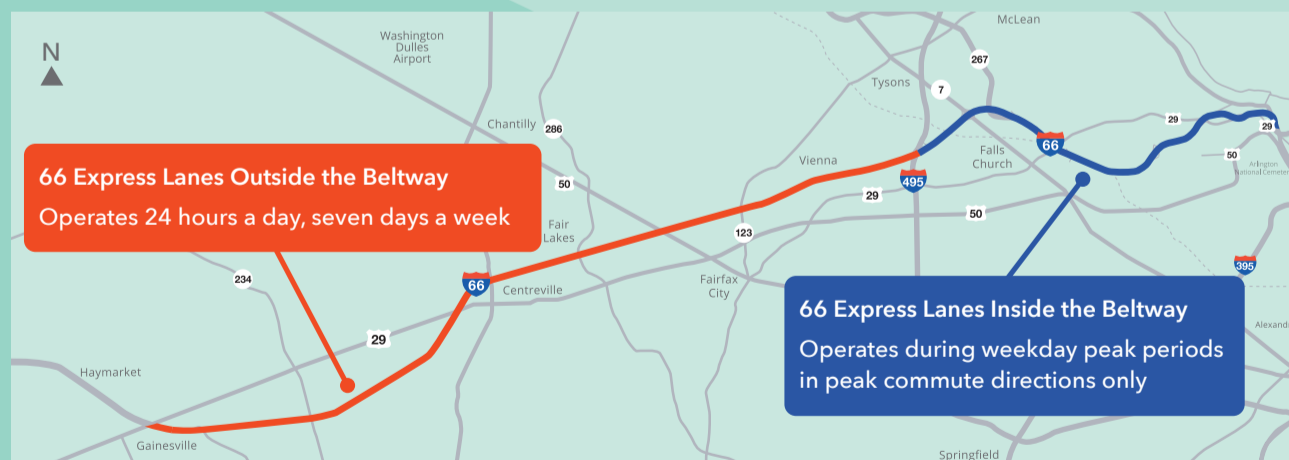 McLean
N
Washington
Dulles
Airport
267
Tysons
7
Chantilly
286
29
29
66
Falls
Church
50
Arlington
National Cemetery
Vienna
66 Express Lanes Outside the Beltway
Operates 24 hours a day, seven days a week
50
495
29
50
Fair
Lakes
123
395
234
66
Centreville
Fairfax
City
66 Express Lanes Inside the Beltway
Operates during weekday peak periods
in peak commute directions only
29
Haymarket
Gainesville
Springfield